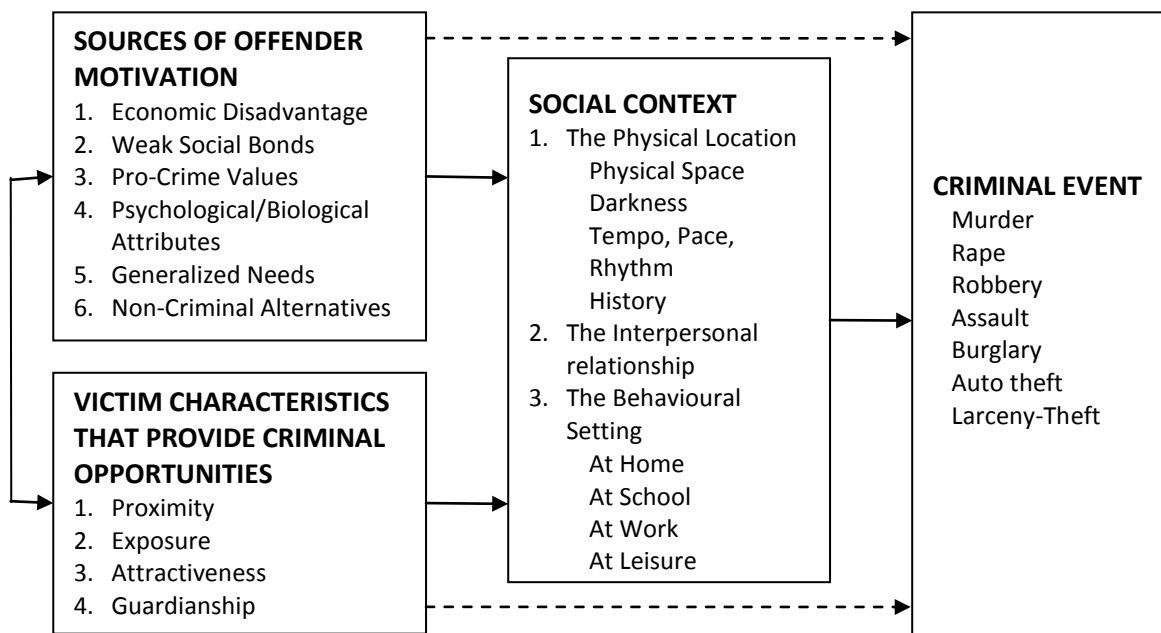 SOURCES OF OFFENDER
MOTIVATION
1. Economic Disadvantage
2. Weak Social Bonds
3. Pro-Crime Values
4. Psychological/Biological
Attributes
5. Generalized Needs
6. Non-Criminal Alternatives
VICTIM CHARACTERISTICS
THAT PROVIDE CRIMINAL
OPPORTUNITIES
1. Proximity
2. Exposure
3. Attractiveness
4. Guardianship
SOCIAL CONTEXT
1. The Physical Location
Physical Space
Darkness
Tempo, Pace,
Rhythm
History
2. The Interpersonal
relationship
3. The Behavioural
Setting
At Home
At School
At Work
At Leisure
CRIMINAL EVENT
Murder
Rape
Robbery
Assault
Burglary
Auto theft
Larceny-Theft